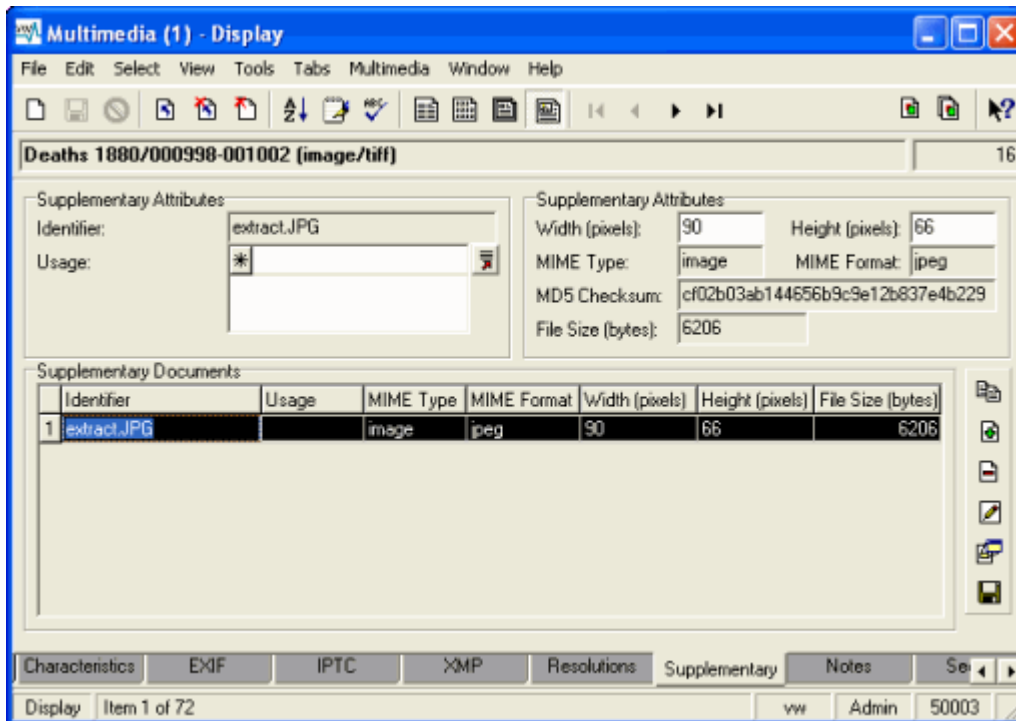 Multimedia (1) - Display
File Edit Select View Tools Tabs Multimedia Window Help
Deaths 1880/000998-001002 (image/tiff) 16
Supplementary Attributes
Identifier: extract.JPG
Usage:
Supplementary Attributes
Width (pixels): 90 Height (pixels): 66
MIME Type: image MIME Format: jpeg
MD5 Checksum: cf02b03ab144656b9c9e12b837e4b229
File Size (bytes): 6206
Supplementary Documents
Identifier Usage MIME Type MIME Format Width (pixels) Height (pixels) File Size (bytes)
1 extract.JPG image jpeg 90 66 6206
Characteristics EXIF IPTC XMP Resolutions Supplementary Notes Se
Display Item 1 of 72 vw Admin 50003